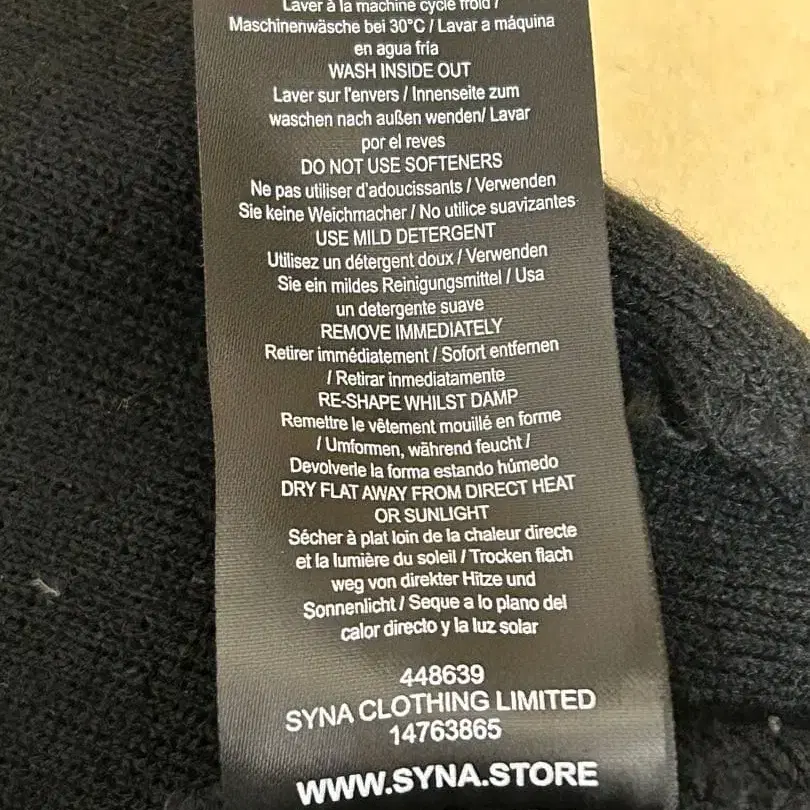 Laver à la machine cycle froid /
Maschinenwäsche bei 30°C / Lavar a máquina
en agua fría
WASH INSIDE OUT
Laver sur l'envers / Innenseite zum
waschen nach außen wenden/ Lavar
por el reves
DO NOT USE SOFTENERS
Ne pas utiliser d'adoucissants / Verwenden
Sie keine Weichmacher / No utilice suavizantes
USE MILD DETERGENT
Utilisez un détergent doux / Verwenden
Sie ein mildes Reinigungsmittel / Usa
un detergente suave
REMOVE IMMEDIATELY
Retirer immédiatement / Sofort entfernen
/ Retirar inmediatamente
RE-SHAPE WHILST DAMP
Remettre le vêtement mouillé en forme
/ Umformen, während feucht /
Devolverle la forma estando húmedo
DRY FLAT AWAY FROM DIRECT HEAT
OR SUNLIGHT
Sécher à plat loin de la chaleur directe
et la lumière du soleil / Trocken flach
weg von direkter Hitze und
Sonnenlicht / Seque a lo plano del
calor directo y la luz solar
448639
SYNA CLOTHING LIMITED
14763865
WWW.SYNA.STORE